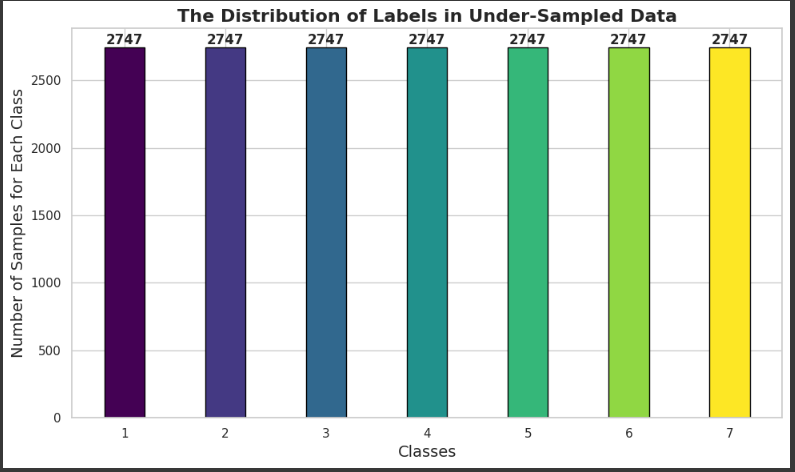 The Distribution of Labels in Under-Sampled Data
2747 2747 2747 2747 2747 2747 2747
Number of Samples for Each Class
2500
2000
1500
1000
500
0
1 2 3 4 5 6 7
Classes